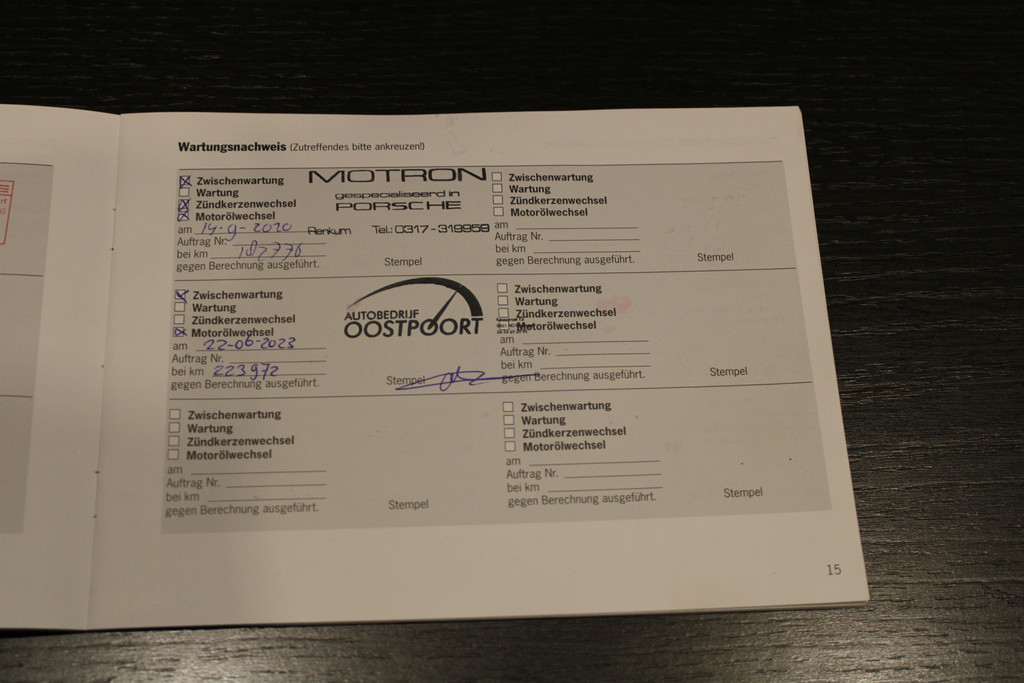 Wartungsnachweis (Zutreffendes bitte ankreuzen!)
Zwischenwartung
Wartung
Zündkerzenwechsel
Motorölwechsel
am 14-9-2020
Auftrag Nr.
bei km 187776
gegen Berechnung ausgeführt.
MOTRON
gespecialiseerd in
PORSCHE
Renkum Tel.: 0317-319959
Stempel
Zwischenwartung
Wartung
Zündkerzenwechsel
Motorölwechsel
am
Auftrag Nr.
bei km
gegen Berechnung ausgeführt.
Stempel
Zwischenwartung
Wartung
Zündkerzenwechsel
Motorölwechsel
am 22-06-2023
Auftrag Nr.
bei km 223972
gegen Berechnung ausgeführt.
AUTOBEDRIJF
OOSTPOORT
Stempel
Zwischenwartung
Wartung
Zündkerzenwechsel
Motorölwechsel
am
Auftrag Nr.
bei km
gegen Berechnung ausgeführt.
Stempel
Zwischenwartung
Wartung
Zündkerzenwechsel
Motorölwechsel
am
Auftrag Nr.
bei km
gegen Berechnung ausgeführt.
Stempel
Zwischenwartung
Wartung
Zündkerzenwechsel
Motorölwechsel
am
Auftrag Nr.
bei km
gegen Berechnung ausgeführt.
Stempel
15